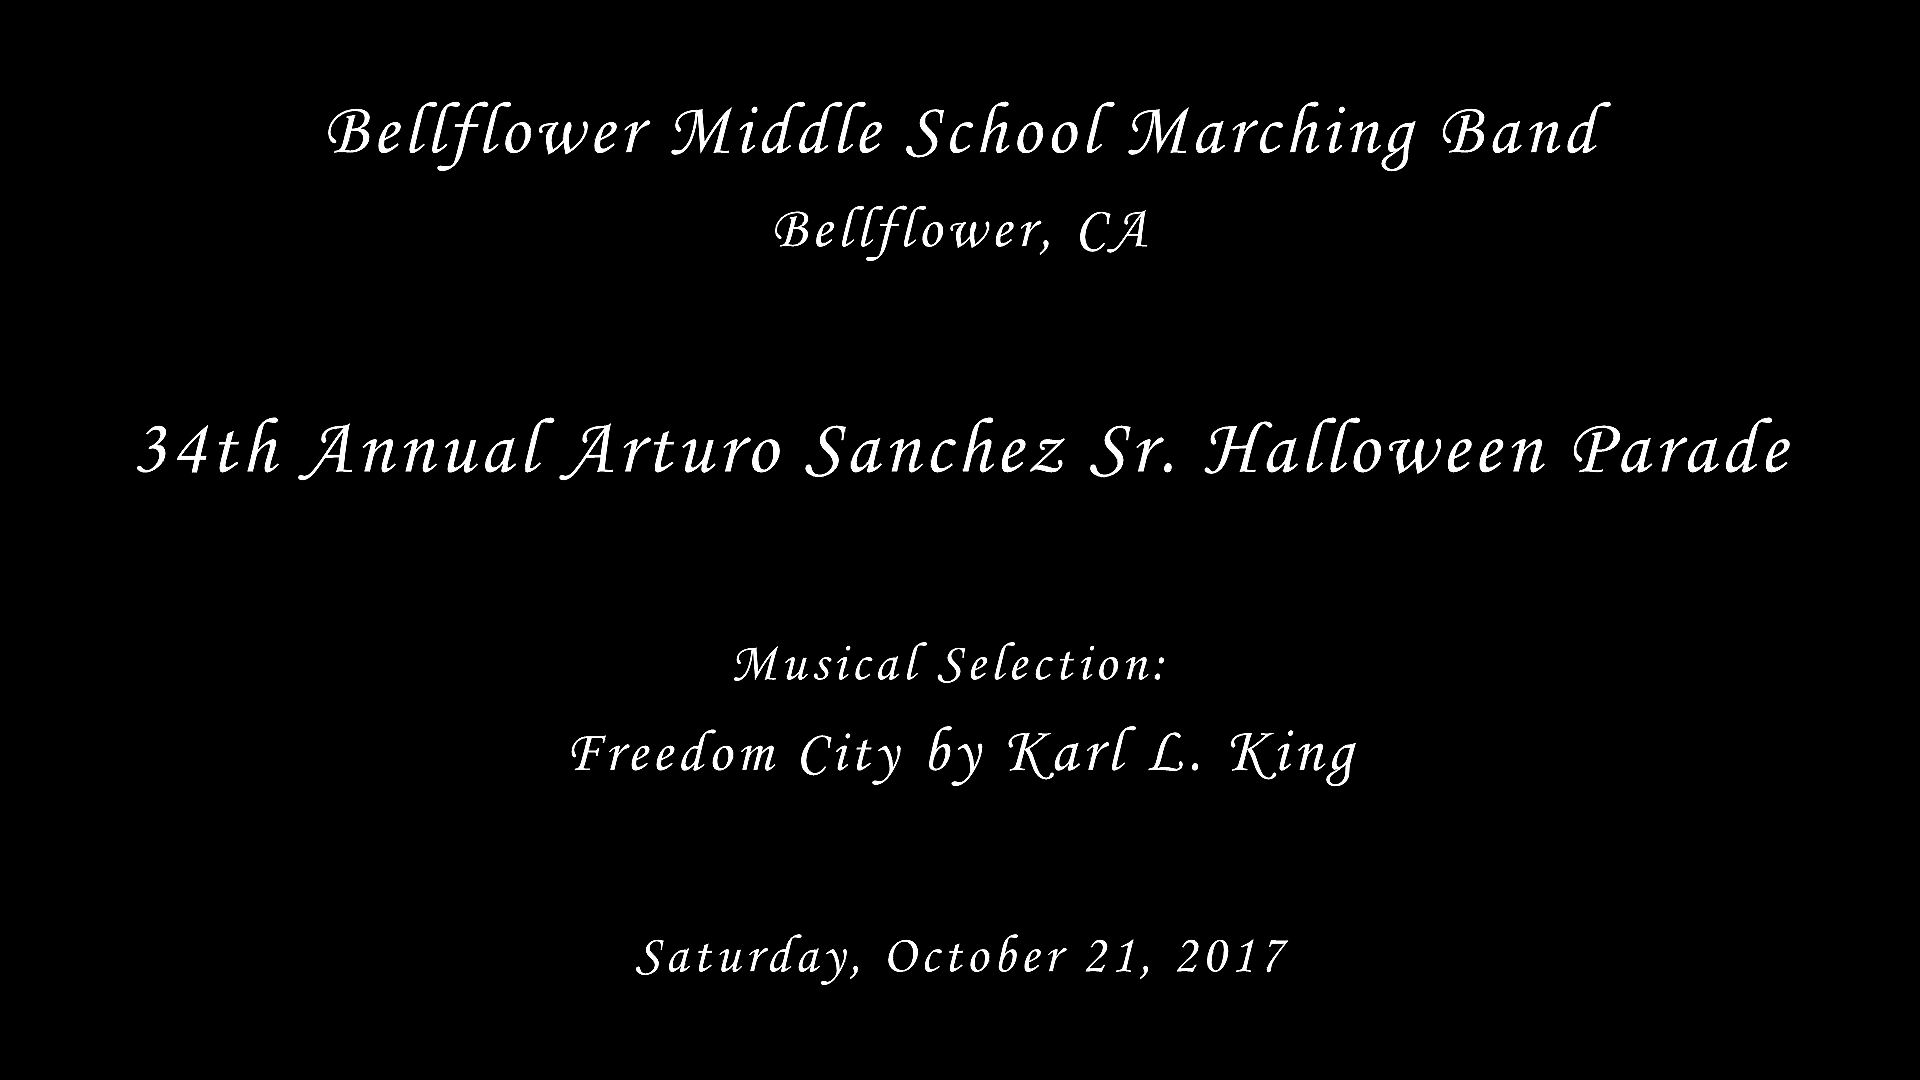 Bellflower Middle School Marching Band
Bellflower, CA
34th Annual Arturo Sanchez Sr. Halloween Parade
Musical Selection:
Freedom City by Karl L. King
Saturday, October 21, 2017